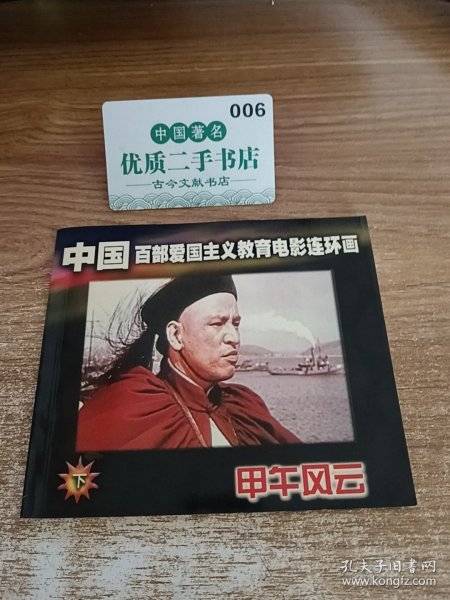 006
中国著名
优质二手书店
古今文献书店
中国 百部爱国主义教育电影连环画
下
甲午风云
孔夫子旧书网
www.kongfz.com